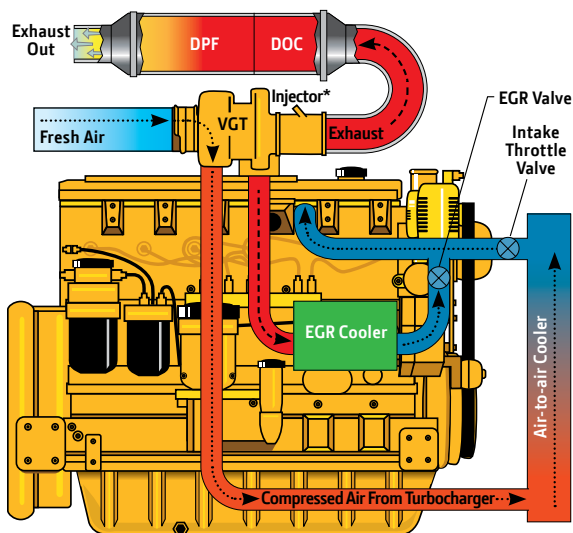 Exhaust
Out
DPF
DOC
Injector*
EGR Valve
Fresh Air
VGT
Exhaust
Intake
Throttle
Valve
EGR Cooler
Air-to-air Cooler
Compressed Air From Turbocharger